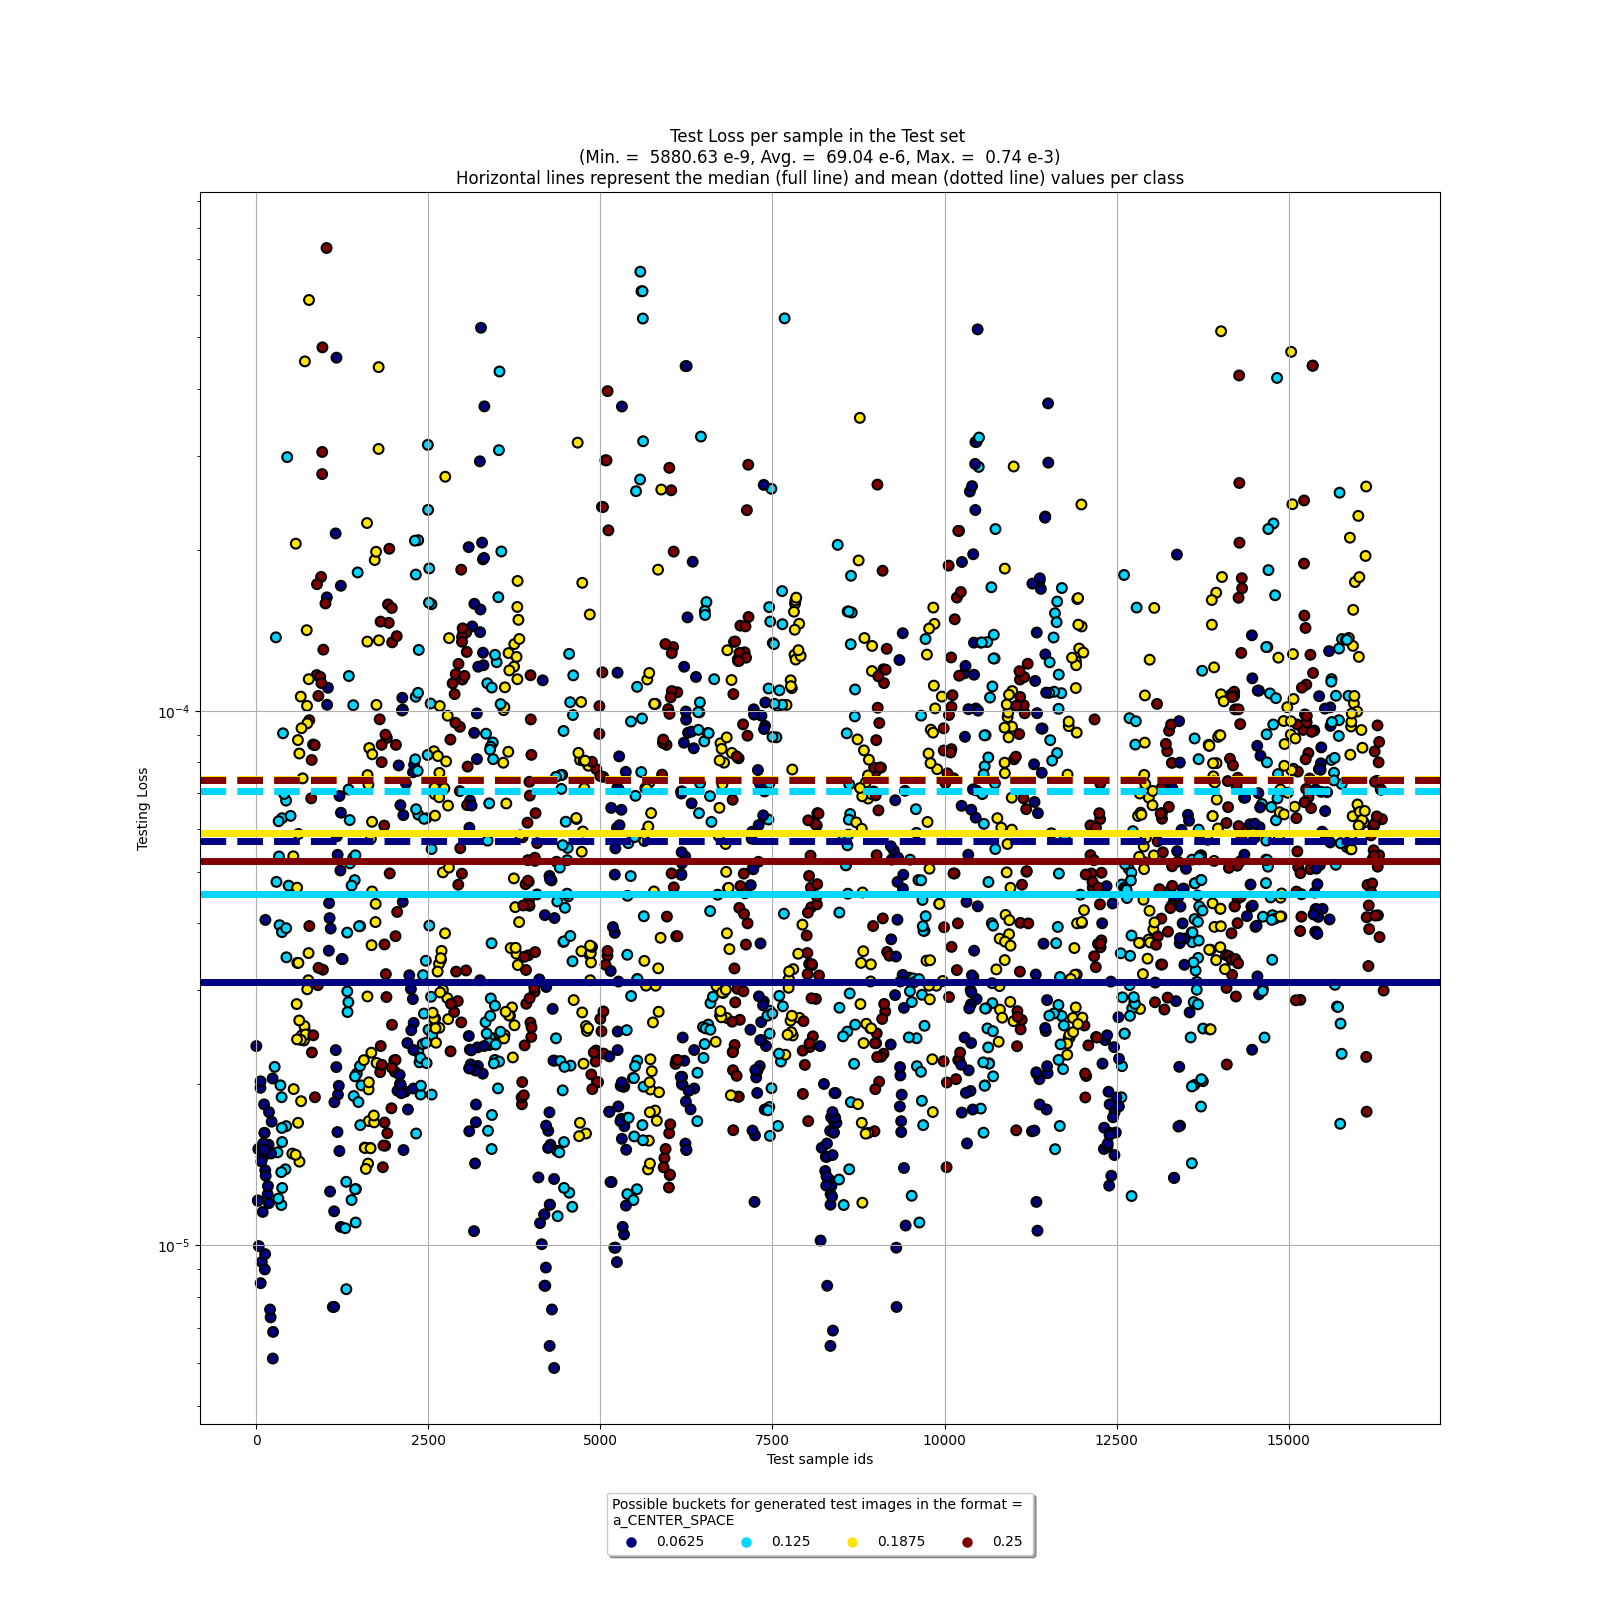 Test Loss per sample in the Test set
(Min. =  5880.63 e-9, Avg. =  69.04 e-6, Max. =  0.74 e-3)
Horizontal lines represent the median (full line) and mean (dotted line) values per class
Testing Loss
10⁻⁴
10⁻⁵
0 2500 5000 7500 10000 12500 15000
Test sample ids
Possible buckets for generated test images in the format =
a_CENTER_SPACE
0.0625 0.125 0.1875 0.25